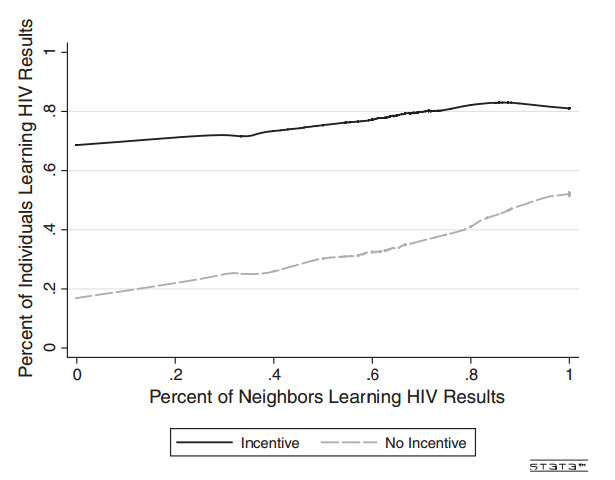 Percent of Individuals Learning HIV Results
1
.8
.6
.4
.2
0
0 .2 .4 .6 .8 1
Percent of Neighbors Learning HIV Results
Incentive No Incentive
STATA™